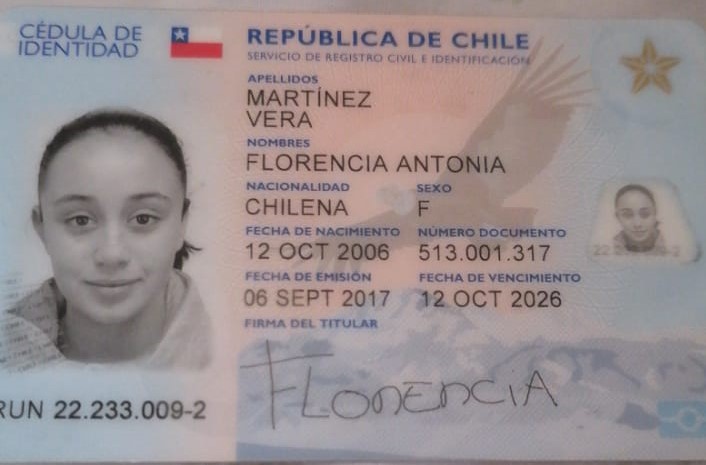 CÉDULA DE
IDENTIDAD
REPÚBLICA DE CHILE
SERVICIO DE REGISTRO CIVIL E IDENTIFICACIÓN
APELLIDOS
MARTÍNEZ
VERA
NOMBRES
FLORENCIA ANTONIA
NACIONALIDAD SEXO
CHILENA F
FECHA DE NACIMIENTO NÚMERO DOCUMENTO
12 OCT 2006 513.001.317
FECHA DE EMISIÓN FECHA DE VENCIMIENTO
06 SEPT 2017 12 OCT 2026
FIRMA DEL TITULAR
FLORENCIA
RUN 22.233.009-2
22.233.009-2